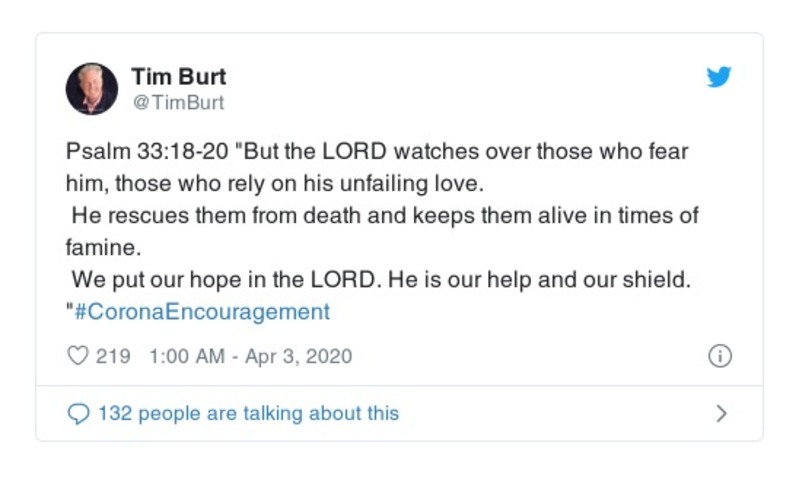 Tim Burt
@TimBurt
Psalm 33:18-20 "But the LORD watches over those who fear
him, those who rely on his unfailing love.
He rescues them from death and keeps them alive in times of
famine.
We put our hope in the LORD. He is our help and our shield.
"#CoronaEncouragement
219 1:00 AM - Apr 3, 2020
132 people are talking about this